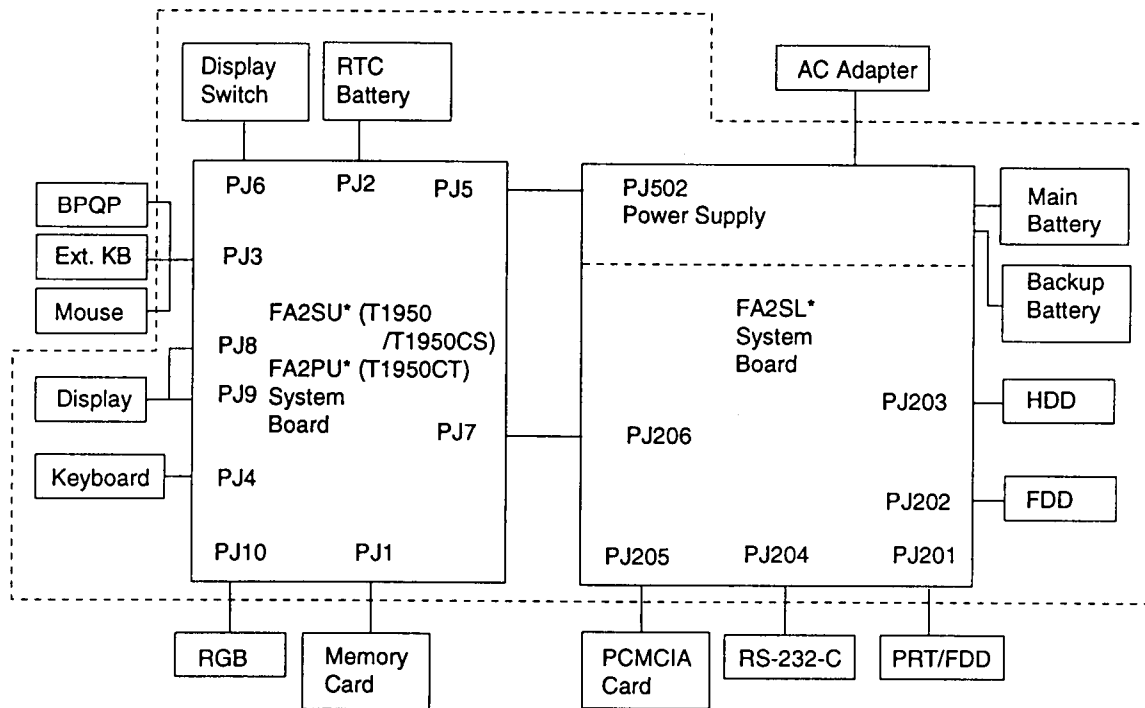 Display
Switch
RTC
Battery
AC Adapter
PJ6
PJ2
PJ5
PJ502
Power Supply
Main
Battery
BPQP
Ext. KB
Mouse
PJ3
Backup
Battery
FA2SU* (T1950
/T1950CS)
FA2PU* (T1950CT)
System
Board
FA2SL*
System
Board
PJ8
PJ9
Display
PJ203
HDD
PJ7
PJ206
Keyboard
PJ4
PJ202
FDD
PJ10
PJ1
PJ205
PJ204
PJ201
RGB
Memory
Card
PCMCIA
Card
RS-232-C
PRT/FDD